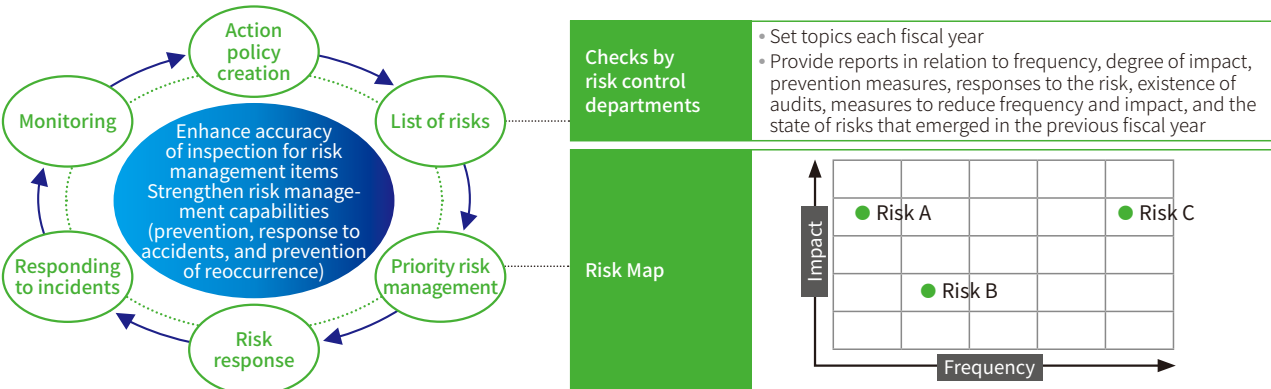 Action
policy
creation
List of risks
Priority risk
management
Risk
response
Responding
to incidents
Monitoring
Enhance accuracy
of inspection for risk
management items
Strengthen risk manage-
ment capabilities
(prevention, response to
accidents, and prevention
of reoccurrence)
Checks by
risk control
departments
• Set topics each fiscal year
• Provide reports in relation to frequency, degree of impact,
prevention measures, responses to the risk, existence of
audits, measures to reduce frequency and impact, and the
state of risks that emerged in the previous fiscal year
Risk Map
Impact
Risk A
Risk C
Risk B
Frequency